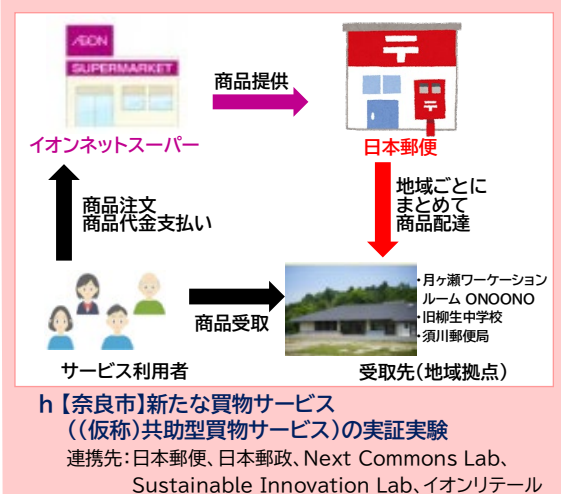 ÆON
SUPERMARKET
イオンネットスーパー
商品提供
日本郵便
商品注文
商品代金支払い
地域ごとに
まとめて
商品配達
商品受取
・月ヶ瀬ワーケーション
ルーム ONOONO
・旧柳生中学校
・須川郵便局
サービス利用者
受取先(地域拠点)
h【奈良市】新たな買物サービス
((仮称)共助型買物サービス)の実証実験
連携先:日本郵便、日本郵政、Next Commons Lab、
Sustainable Innovation Lab、イオンリテール